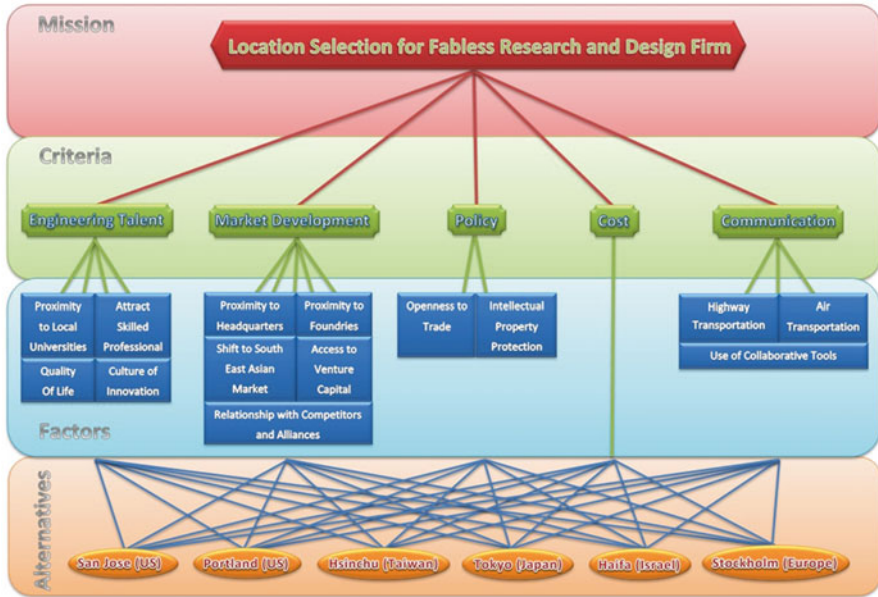 Mission
Location Selection for Fabless Research and Design Firm
Criteria
Engineering Talent
Market Development
Policy
Cost
Communication
Proximity
to Local
Universities
Attract
Skilled
Professional
Quality
Of Life
Culture of
Innovation
Proximity to
Headquarters
Proximity to
Foundries
Shift to South
East Asian
Market
Access to
Venture
Capital
Relationship with Competitors
and Alliances
Openness to
Trade
Intellectual
Property
Protection
Highway
Transportation
Air
Transportation
Use of Collaborative Tools
Factors
Alternatives
San Jose (US)
Portland (US)
Hsinchu (Taiwan)
Tokyo (Japan)
Haifa (Israel)
Stockholm (Europe)